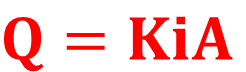 Q = KiA